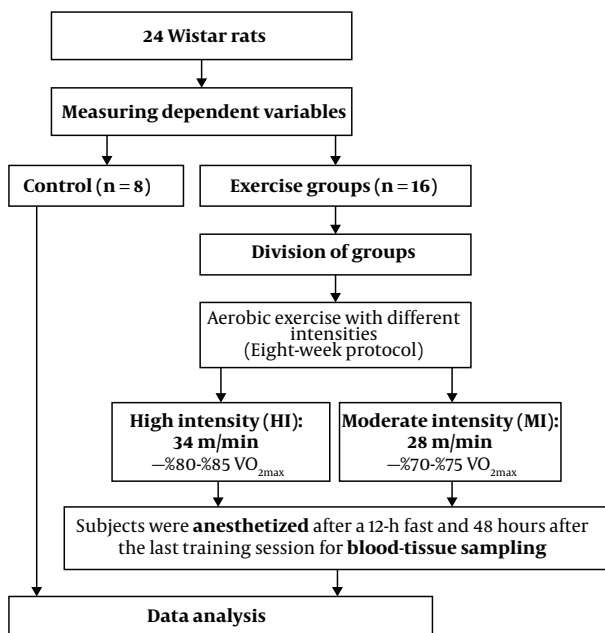 24 Wistar rats
Measuring dependent variables
Control (n = 8)
Exercise groups (n = 16)
Division of groups
Aerobic exercise with different
intensities
(Eight-week protocol)
High intensity (HI):
34 m/min
—%80-%85 VO2max
Moderate intensity (MI):
28 m/min
—%70-%75 VO2max
Subjects were anesthetized after a 12-h fast and 48 hours after
the last training session for blood-tissue sampling
Data analysis